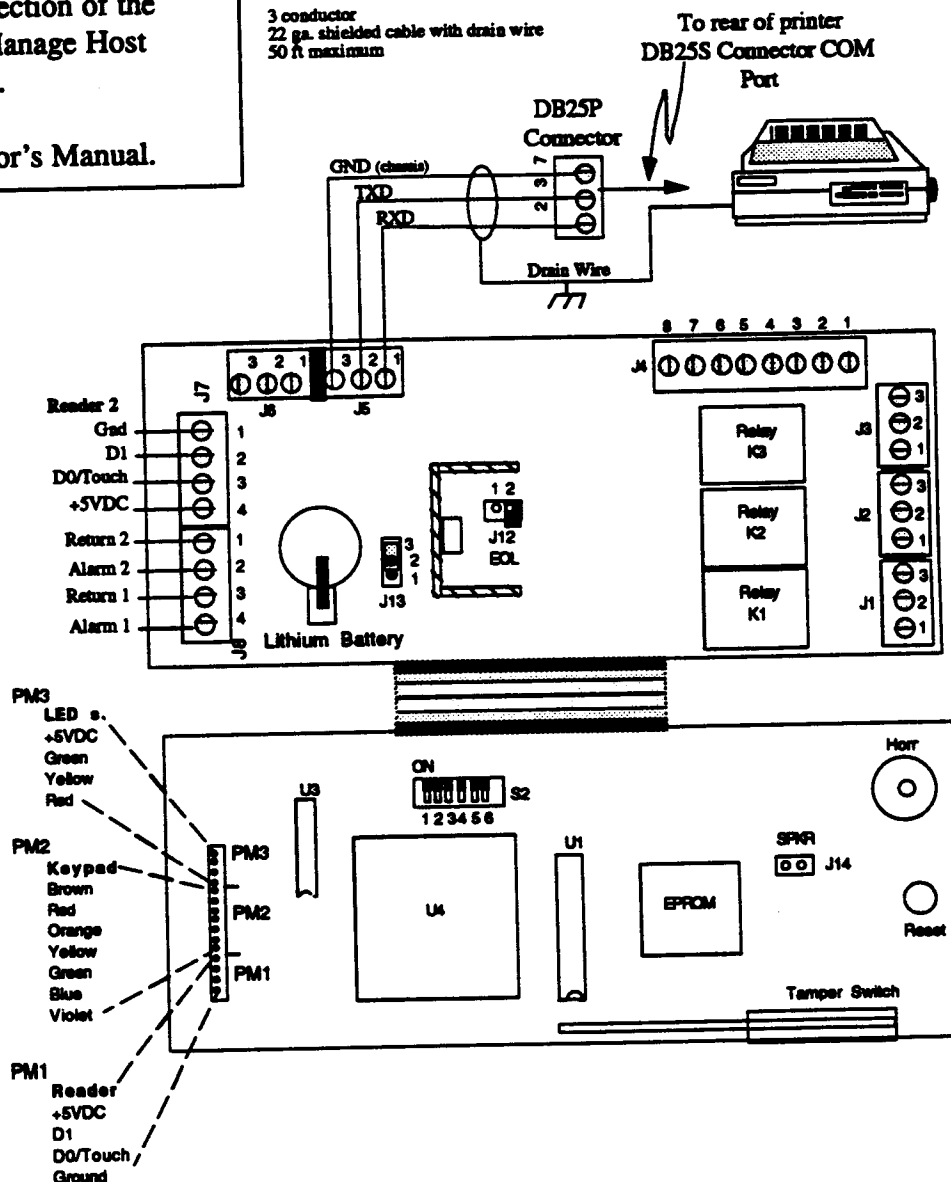 ection of the
Manage Host
.
or's Manual.
3 conductor
22 ga. shielded cable with drain wire
50 ft maximum
To rear of printer
DB25S Connector COM
Port
DB25P
Connector
GND (chassis)
TXD
RXD
7
3
2
Drain Wire
8 7 6 5 4 3 2 1
J4
3 2 1
J6
3 2 1
J5
J7
Reader 2
Gnd
D1
D0/Touch
+5VDC
1
2
3
4
Return 2
Alarm 2
Return 1
Alarm 1
1
2
3
4
J8
Lithium Battery
3
2
1
J13
1 2
J12
EOL
Relay
K3
Relay
K2
Relay
K1
J3
3
2
1
J2
3
2
1
J1
3
2
1
PM3
LED s.
+5VDC
Green
Yellow
Red
PM2
Keypad
Brown
Red
Orange
Yellow
Green
Blue
Violet
PM1
Reader
+5VDC
D1
D0/Touch
Ground
PM3
PM2
PM1
U3
ON
S2
1 2 3 4 5 6
U4
U1
EPROM
SPKR
J14
Horr
Reset
Tamper Switch